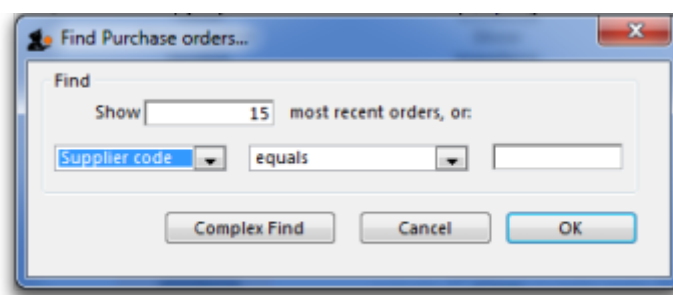 Find Purchase orders...
Find
Show 15 most recent orders, or:
Supplier code equals
Complex Find Cancel OK